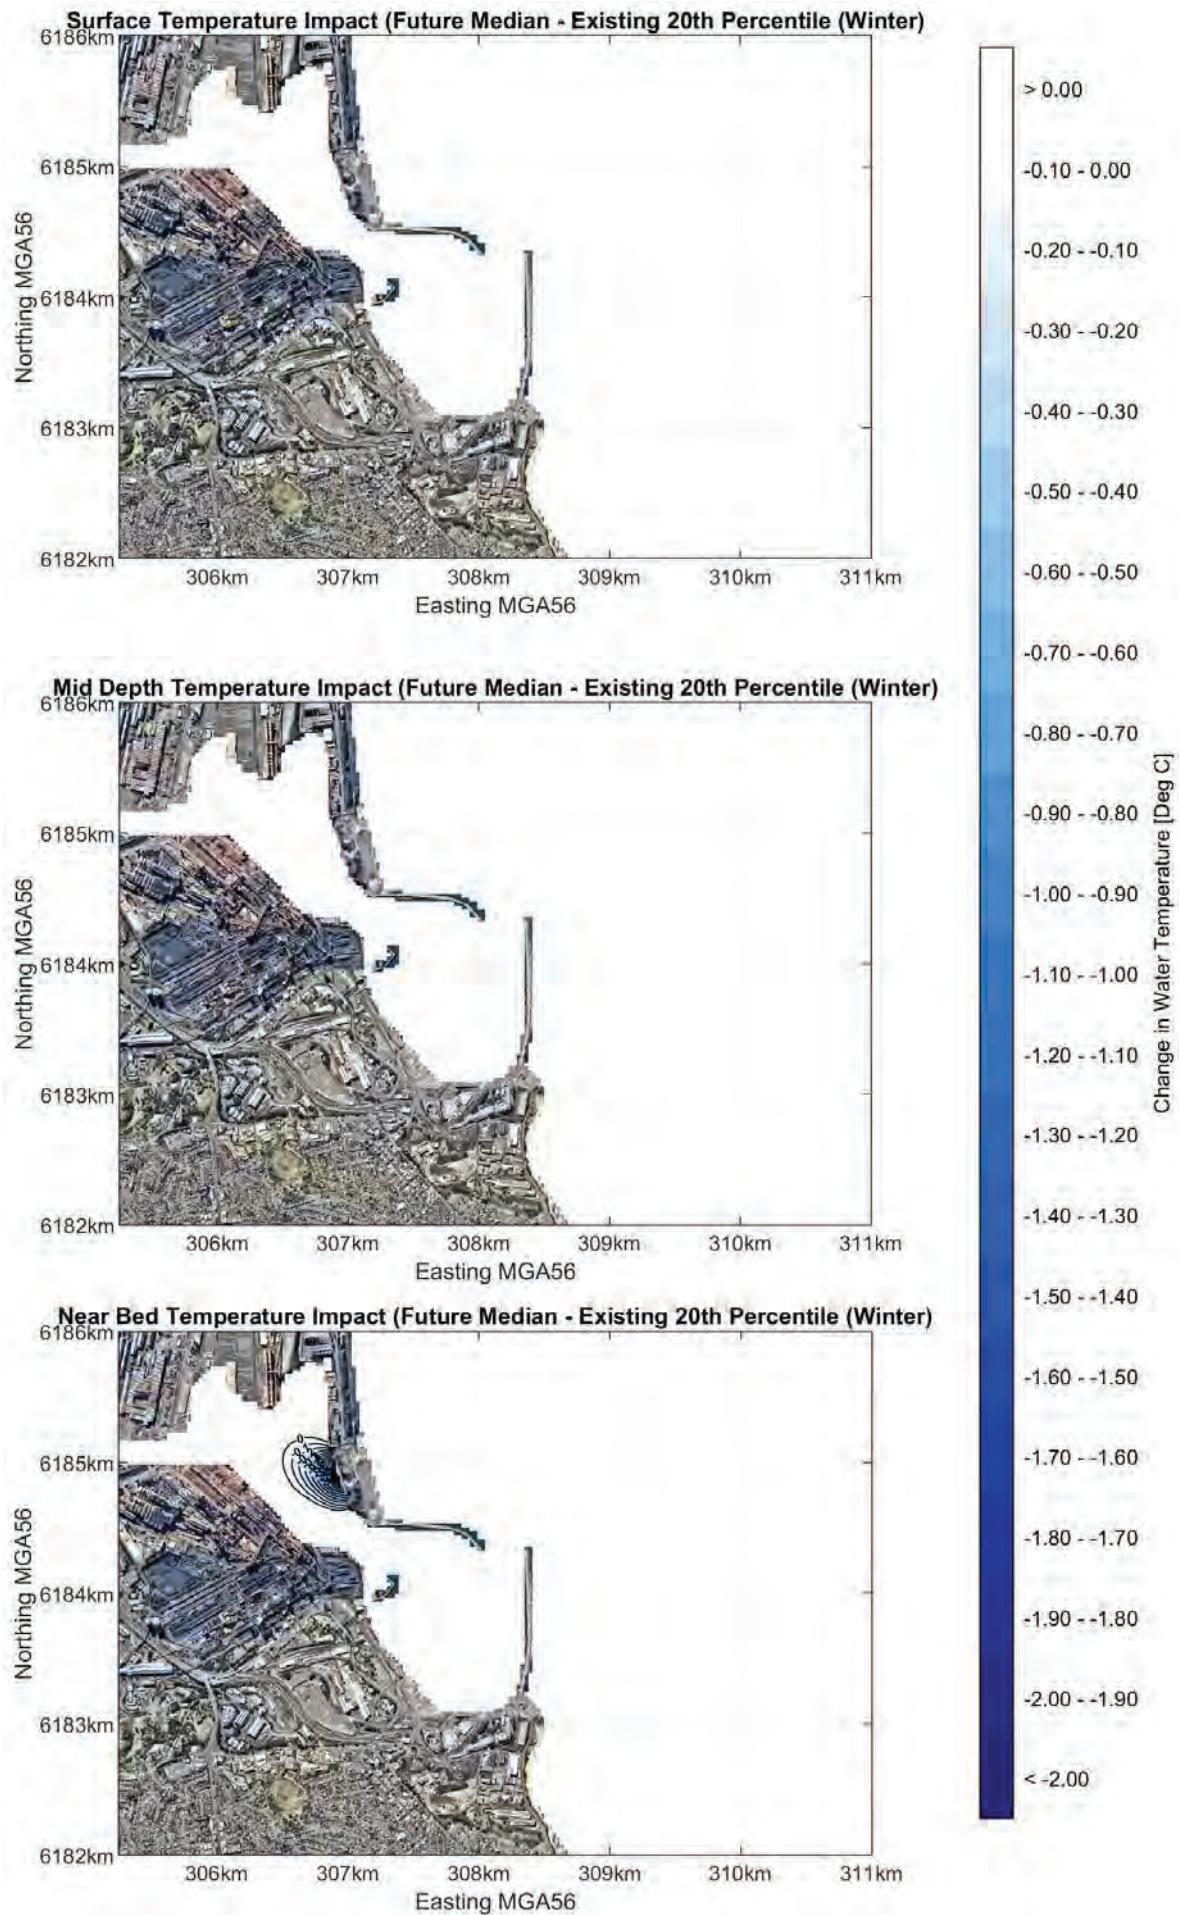 Surface Temperature Impact (Future Median - Existing 20th Percentile (Winter)
6186km
6185km
6184km
6183km
6182km
Northing MGA56
306km 307km 308km 309km 310km 311km
Easting MGA56
Mid Depth Temperature Impact (Future Median - Existing 20th Percentile (Winter)
6186km
6185km
6184km
6183km
6182km
Northing MGA56
306km 307km 308km 309km 310km 311km
Easting MGA56
Near Bed Temperature Impact (Future Median - Existing 20th Percentile (Winter)
6186km
6185km
6184km
6183km
6182km
Northing MGA56
306km 307km 308km 309km 310km 311km
Easting MGA56
> 0.00
-0.10 - 0.00
-0.20 - -0.10
-0.30 - -0.20
-0.40 - -0.30
-0.50 - -0.40
-0.60 - -0.50
-0.70 - -0.60
-0.80 - -0.70
-0.90 - -0.80
-1.00 - -0.90
-1.10 - -1.00
-1.20 - -1.10
-1.30 - -1.20
-1.40 - -1.30
-1.50 - -1.40
-1.60 - -1.50
-1.70 - -1.60
-1.80 - -1.70
-1.90 - -1.80
-2.00 - -1.90
< -2.00
Change in Water Temperature [Deg C]